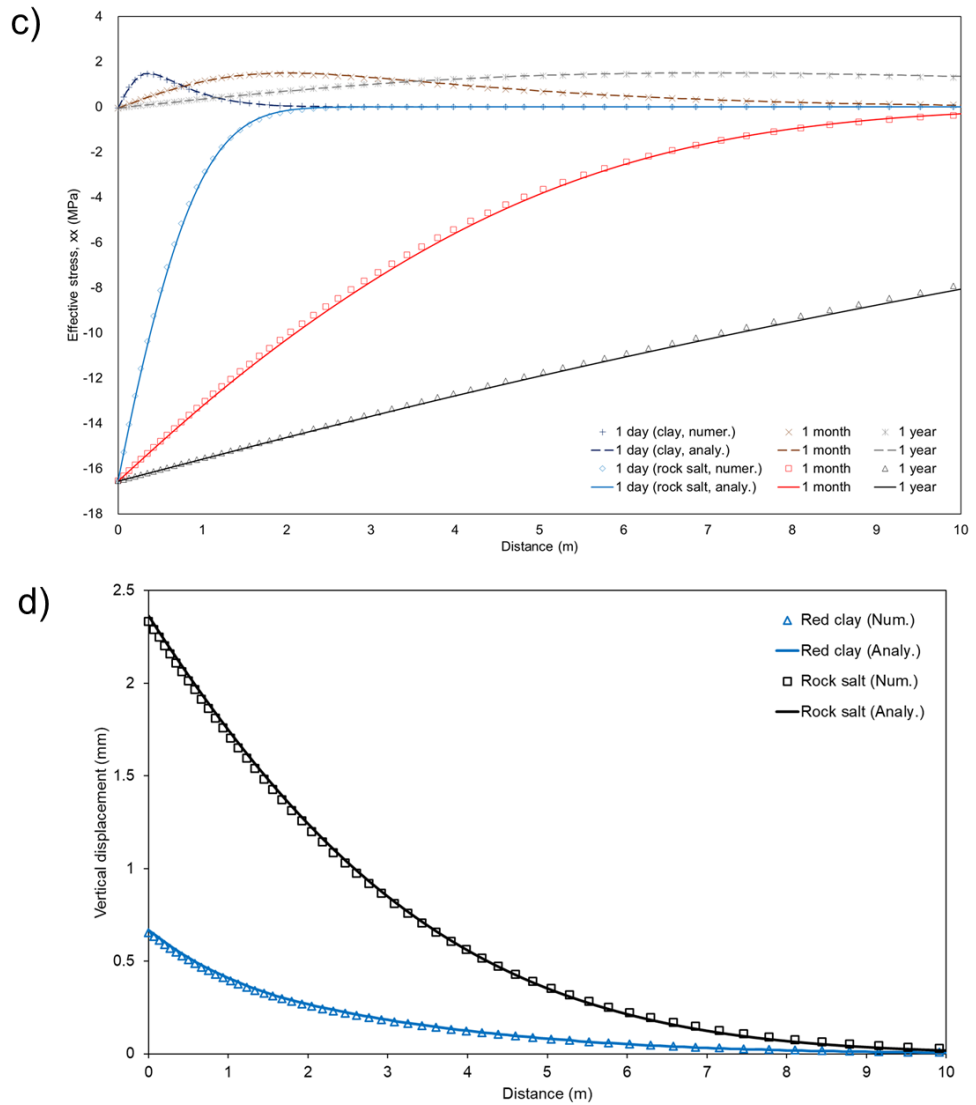 c)
4
2
0
-2
-4
-6
-8
-10
-12
-14
-16
-18
Effective stress, xx (MPa)
1 day (clay, numer.) 1 month 1 year
1 day (clay, analy.) 1 month 1 year
1 day (rock salt, numer.) 1 month 1 year
1 day (rock salt, analy.) 1 month 1 year
0 1 2 3 4 5 6 7 8 9 10
Distance (m)
d)
2.5
2
1.5
1
0.5
0
Vertical displacement (mm)
Red clay (Num.)
Red clay (Analy.)
Rock salt (Num.)
Rock salt (Analy.)
0 1 2 3 4 5 6 7 8 9 10
Distance (m)